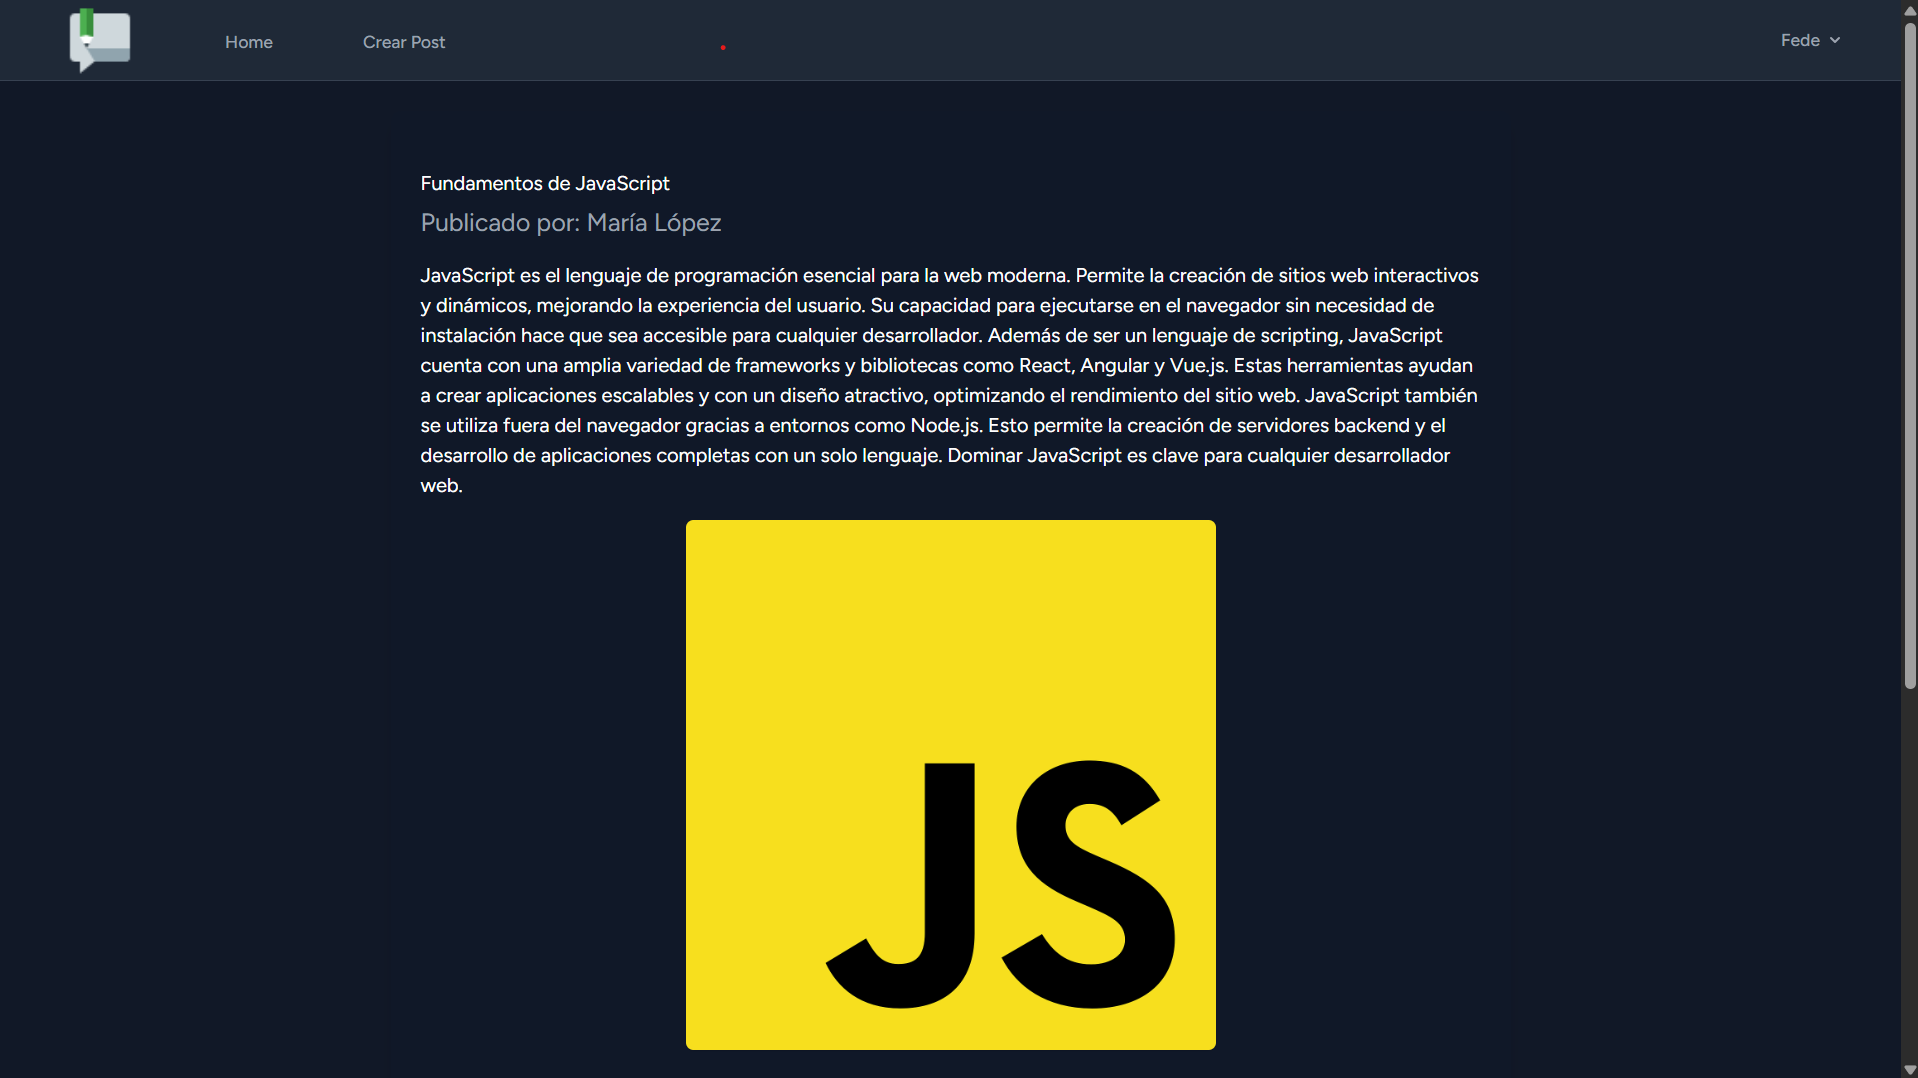 Home
Crear Post
Fede
Fundamentos de JavaScript
Publicado por: María López
JavaScript es el lenguaje de programación esencial para la web moderna. Permite la creación de sitios web interactivos
y dinámicos, mejorando la experiencia del usuario. Su capacidad para ejecutarse en el navegador sin necesidad de
instalación hace que sea accesible para cualquier desarrollador. Además de ser un lenguaje de scripting, JavaScript
cuenta con una amplia variedad de frameworks y bibliotecas como React, Angular y Vue.js. Estas herramientas ayudan
a crear aplicaciones escalables y con un diseño atractivo, optimizando el rendimiento del sitio web. JavaScript también
se utiliza fuera del navegador gracias a entornos como Node.js. Esto permite la creación de servidores backend y el
desarrollo de aplicaciones completas con un solo lenguaje. Dominar JavaScript es clave para cualquier desarrollador
web.
JS